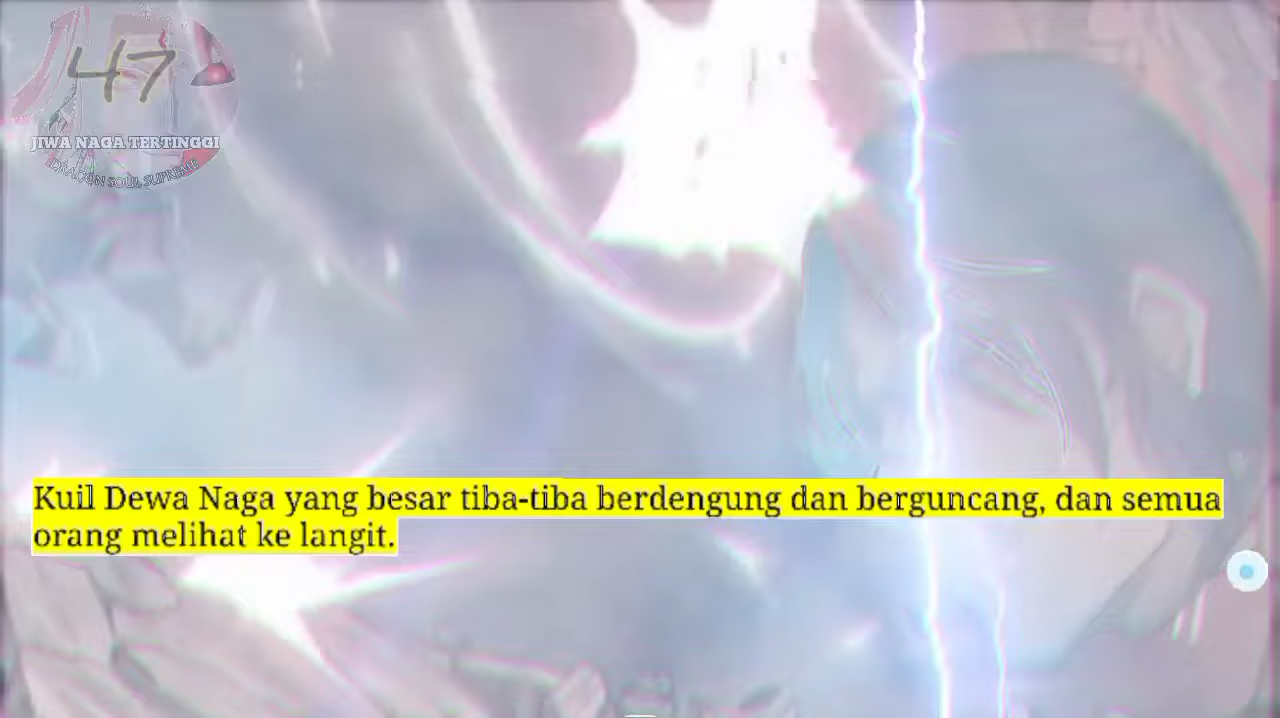 47
JIWA NAGA TERTINGGI
DRAGON SOUL SUPREME
Kuil Dewa Naga yang besar tiba-tiba berdengung dan berguncang, dan semua
orang melihat ke langit.